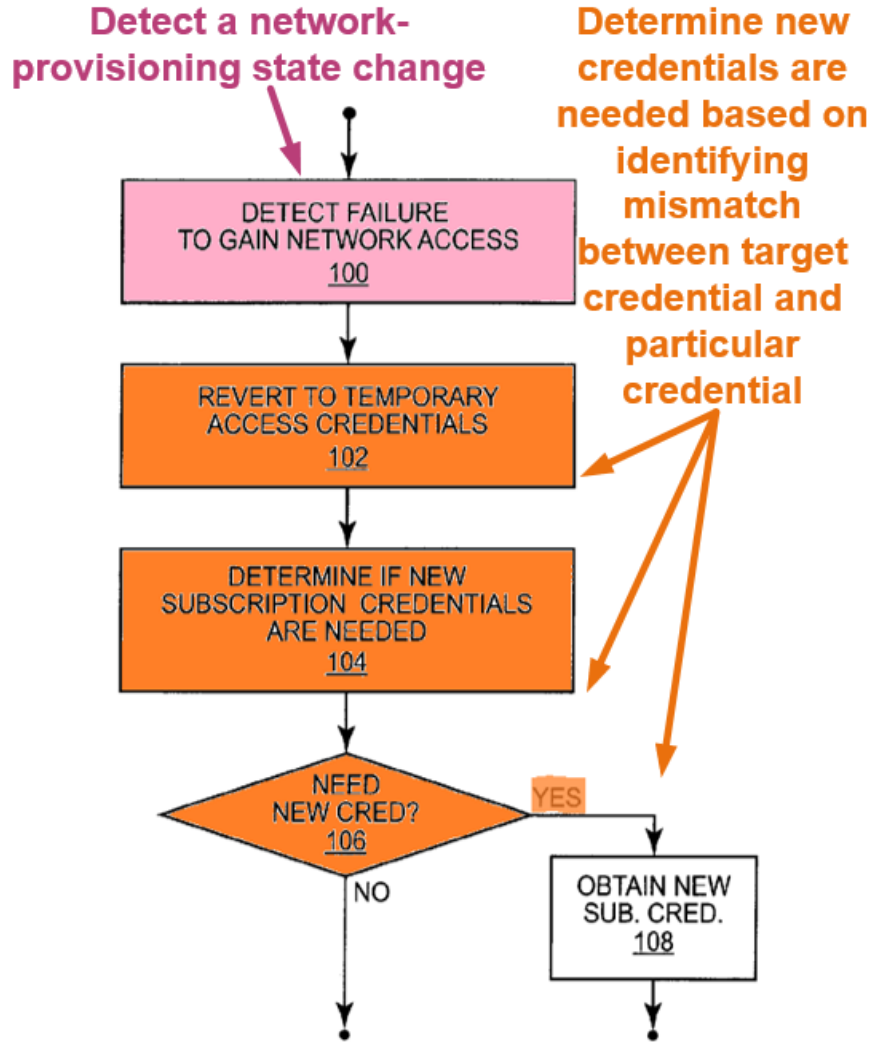 Detect a network-
provisioning state change
Determine new
credentials are
needed based on
identifying
mismatch
between target
credential and
particular
credential
DETECT FAILURE
TO GAIN NETWORK ACCESS
100
REVERT TO TEMPORARY
ACCESS CREDENTIALS
102
DETERMINE IF NEW
SUBSCRIPTION CREDENTIALS
ARE NEEDED
104
NEED
NEW CRED?
106
YES
NO
OBTAIN NEW
SUB. CRED.
108